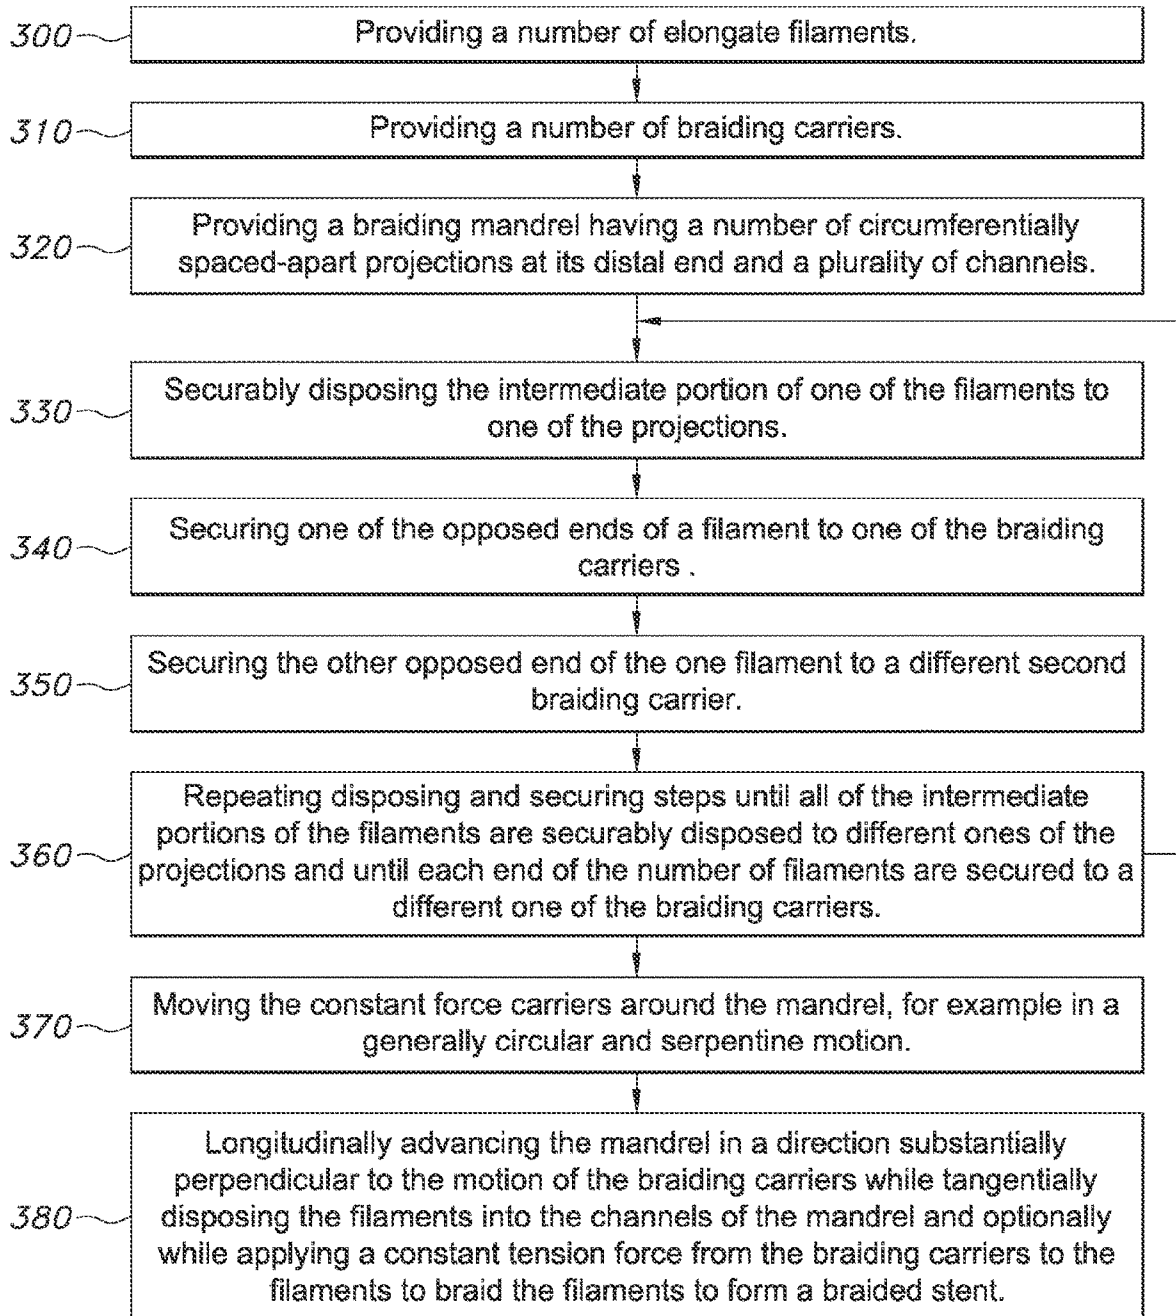 300
Providing a number of elongate filaments.
310
Providing a number of braiding carriers.
320
Providing a braiding mandrel having a number of circumferentially
spaced-apart projections at its distal end and a plurality of channels.
330
Securably disposing the intermediate portion of one of the filaments to
one of the projections.
340
Securing one of the opposed ends of a filament to one of the braiding
carriers .
350
Securing the other opposed end of the one filament to a different second
braiding carrier.
360
Repeating disposing and securing steps until all of the intermediate
portions of the filaments are securably disposed to different ones of the
projections and until each end of the number of filaments are secured to a
different one of the braiding carriers.
370
Moving the constant force carriers around the mandrel, for example in a
generally circular and serpentine motion.
380
Longitudinally advancing the mandrel in a direction substantially
perpendicular to the motion of the braiding carriers while tangentially
disposing the filaments into the channels of the mandrel and optionally
while applying a constant tension force from the braiding carriers to the
filaments to braid the filaments to form a braided stent.